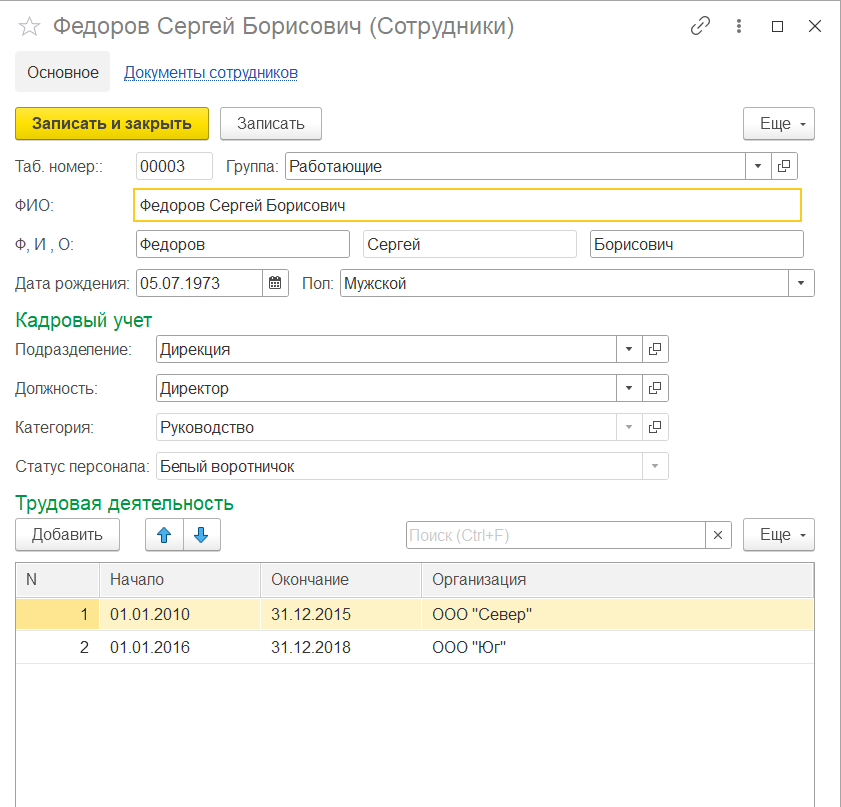 Федоров Сергей Борисович (Сотрудники)
Основное Документы сотрудников
Записать и закрыть Записать Еще
Таб. номер:: 00003 Группа: Работающие
ФИО: Федоров Сергей Борисович
Ф, И , О: Федоров Сергей Борисович
Дата рождения: 05.07.1973 Пол: Мужской
Кадровый учет
Подразделение: Дирекция
Должность: Директор
Категория: Руководство
Статус персонала: Белый воротничок
Трудовая деятельность
Добавить Поиск (Ctrl+F) Еще
N Начало Окончание Организация
1 01.01.2010 31.12.2015 ООО "Север"
2 01.01.2016 31.12.2018 ООО "Юг"